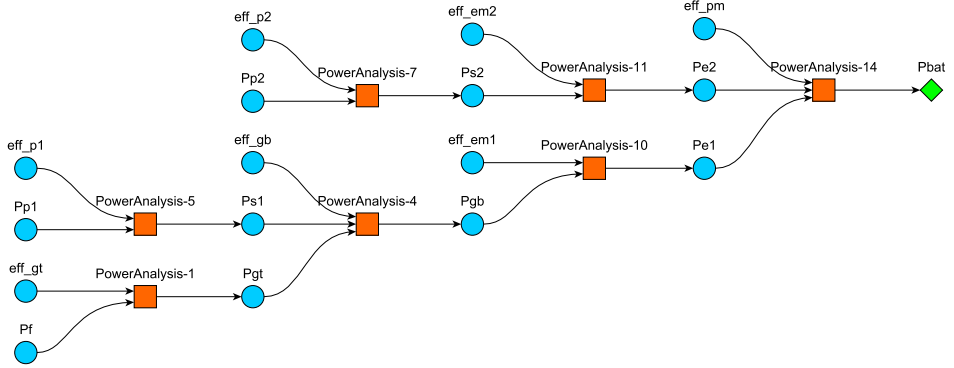 eff_pm
eff_p2
eff_em2
PowerAnalysis-7
PowerAnalysis-11
PowerAnalysis-14
Pbat
Pp2
Ps2
Pe2
eff_p1
eff_gb
eff_em1
PowerAnalysis-10
Pe1
Pp1
PowerAnalysis-5
Ps1
PowerAnalysis-4
Pgb
eff_gt
PowerAnalysis-1
Pgt
Pf